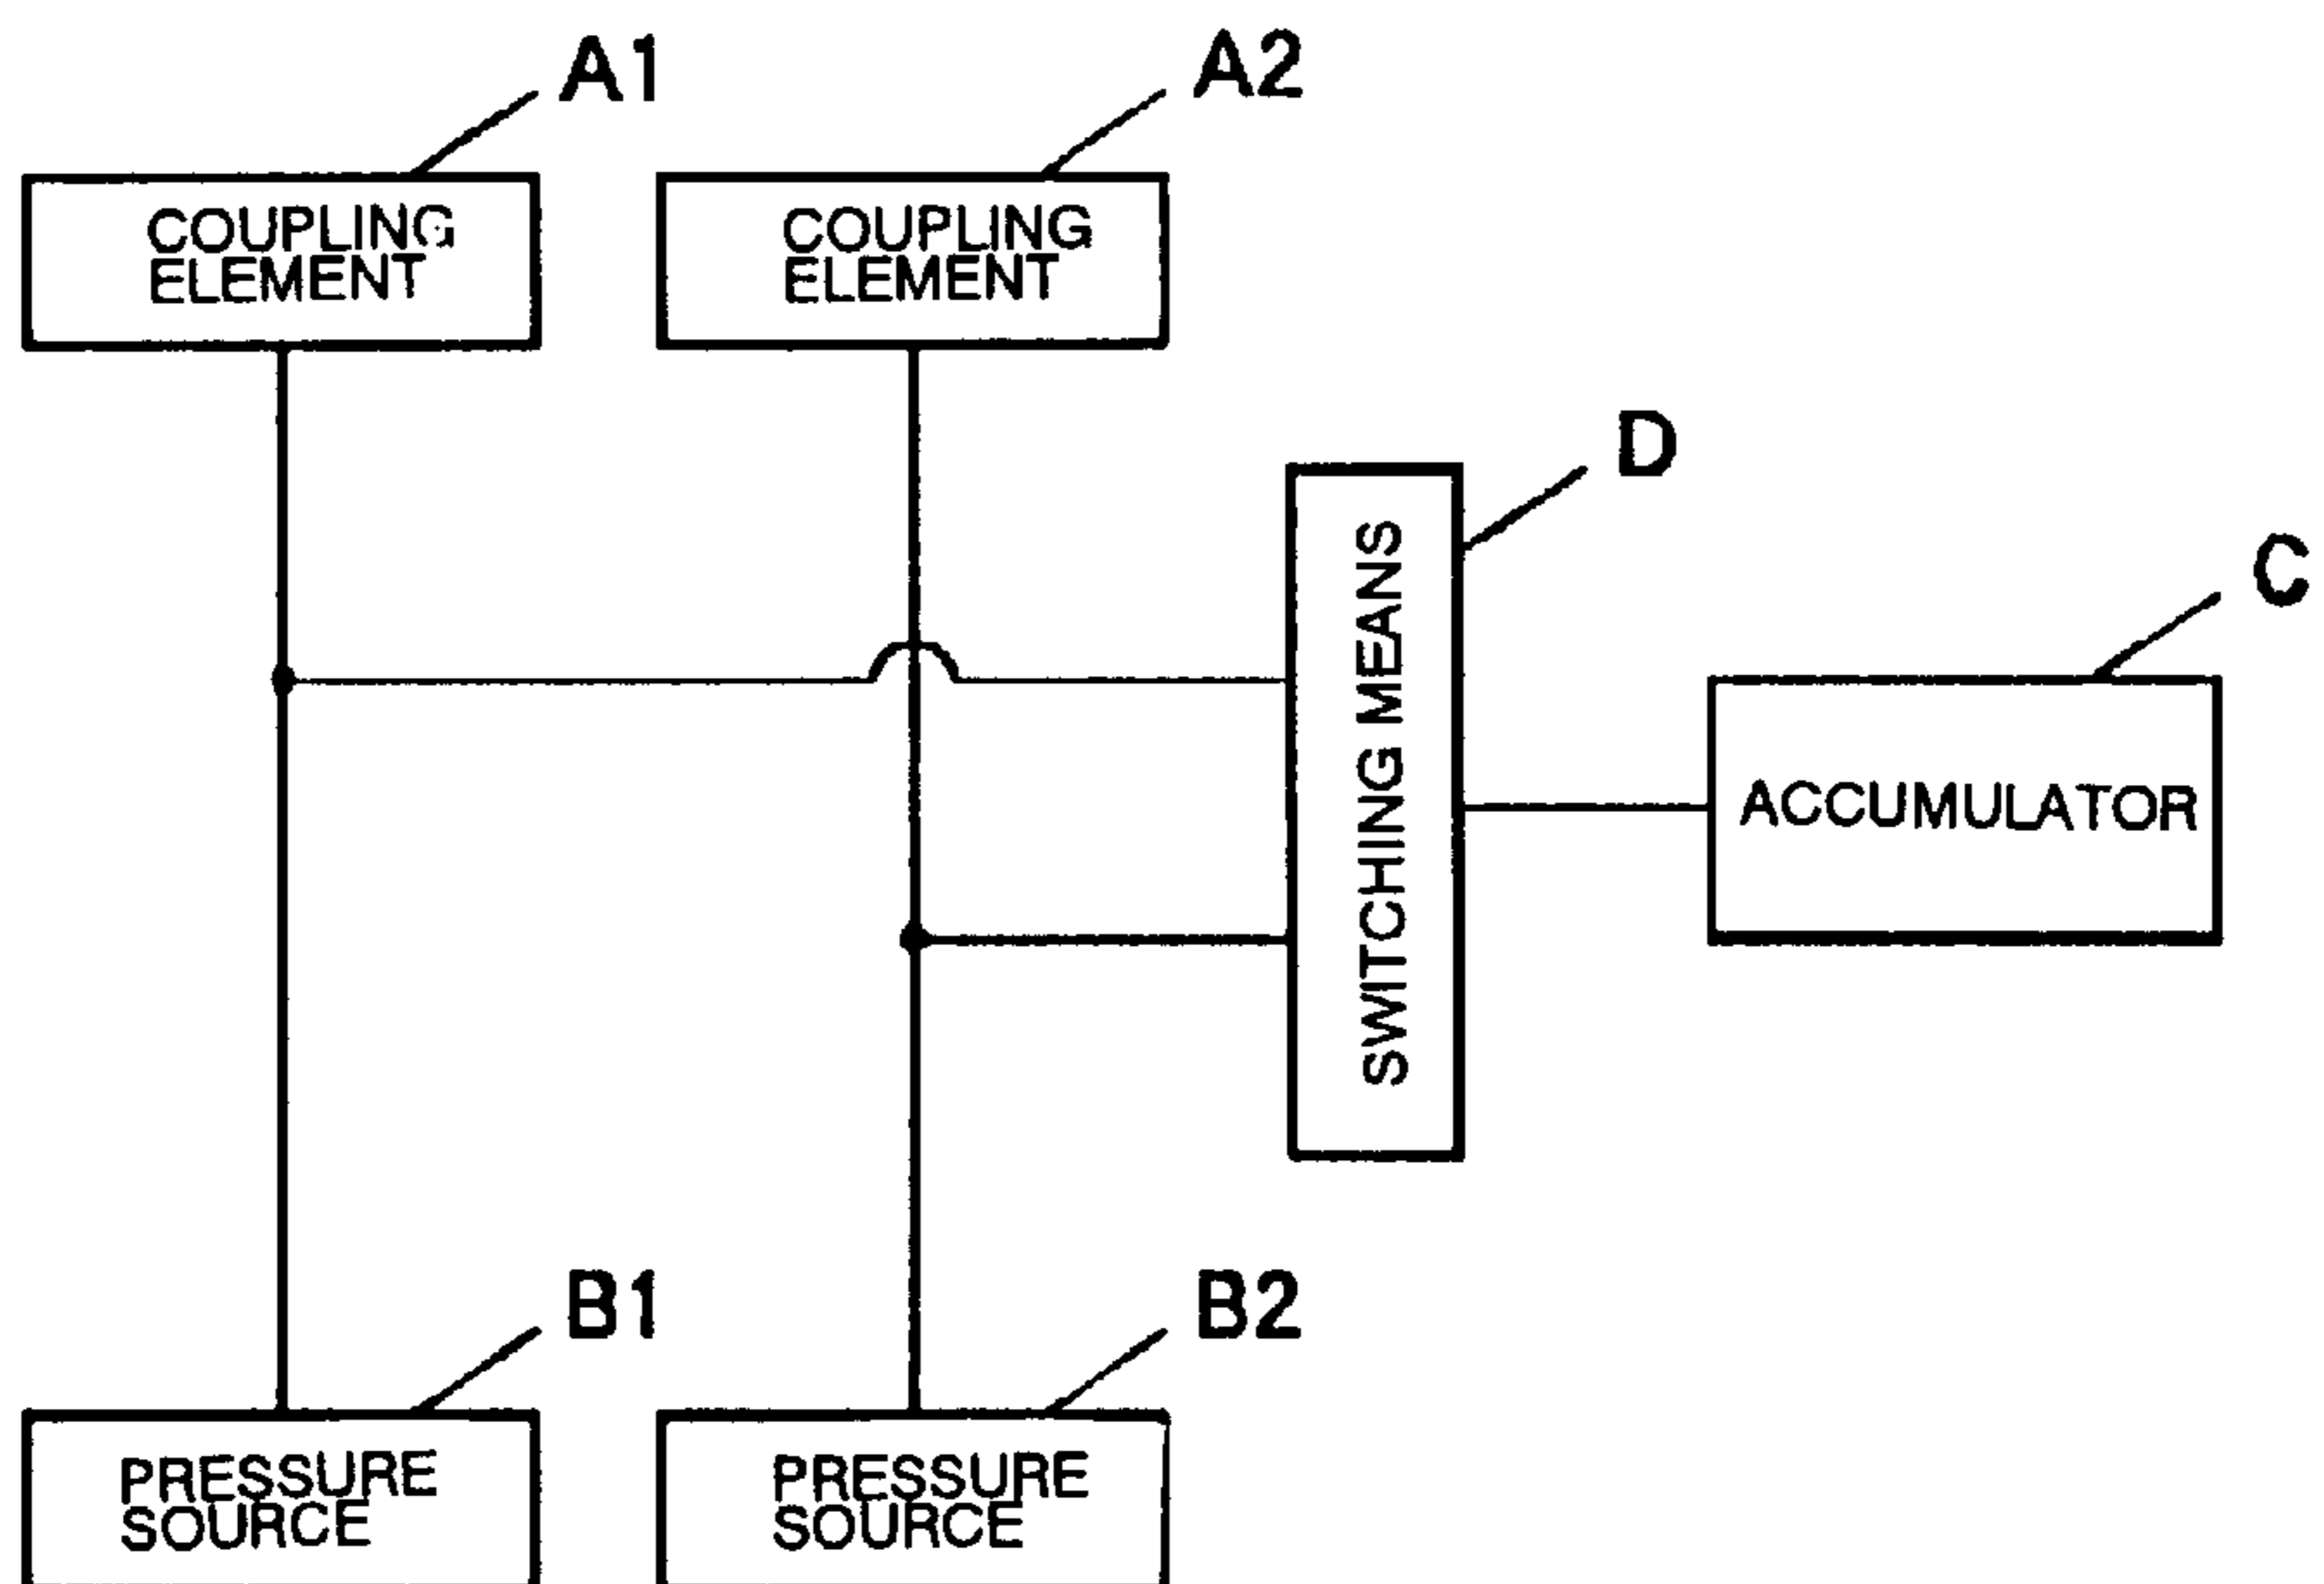 A1
A2
COUPLING
ELEMENT
COUPLING
ELEMENT
D
SWITCHING MEANS
C
ACCUMULATOR
B1
B2
PRESSURE
SOURCE
PRESSURE
SOURCE